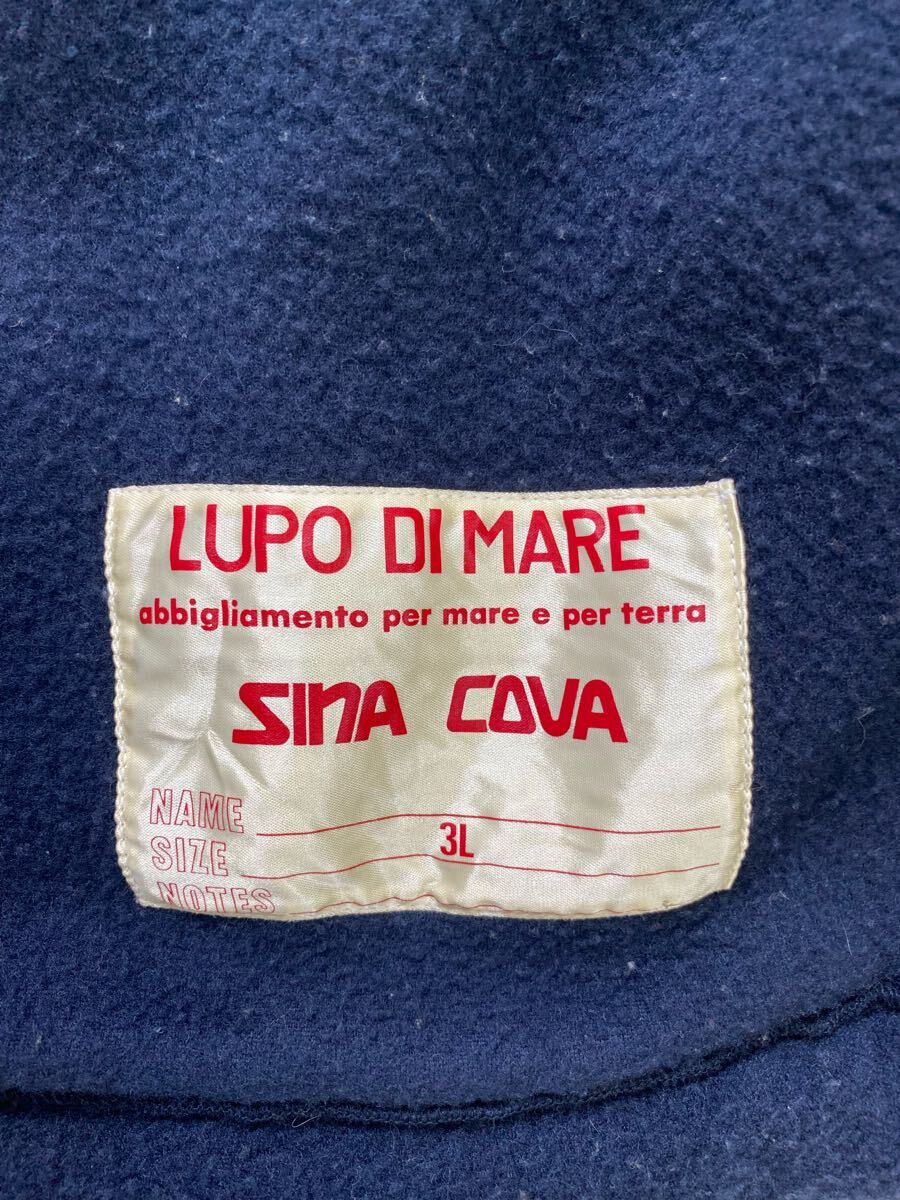 LUPO DI MARE
abbigliamento per mare e per terra
SINA COVA
NAME
SIZE 3L
NOTES